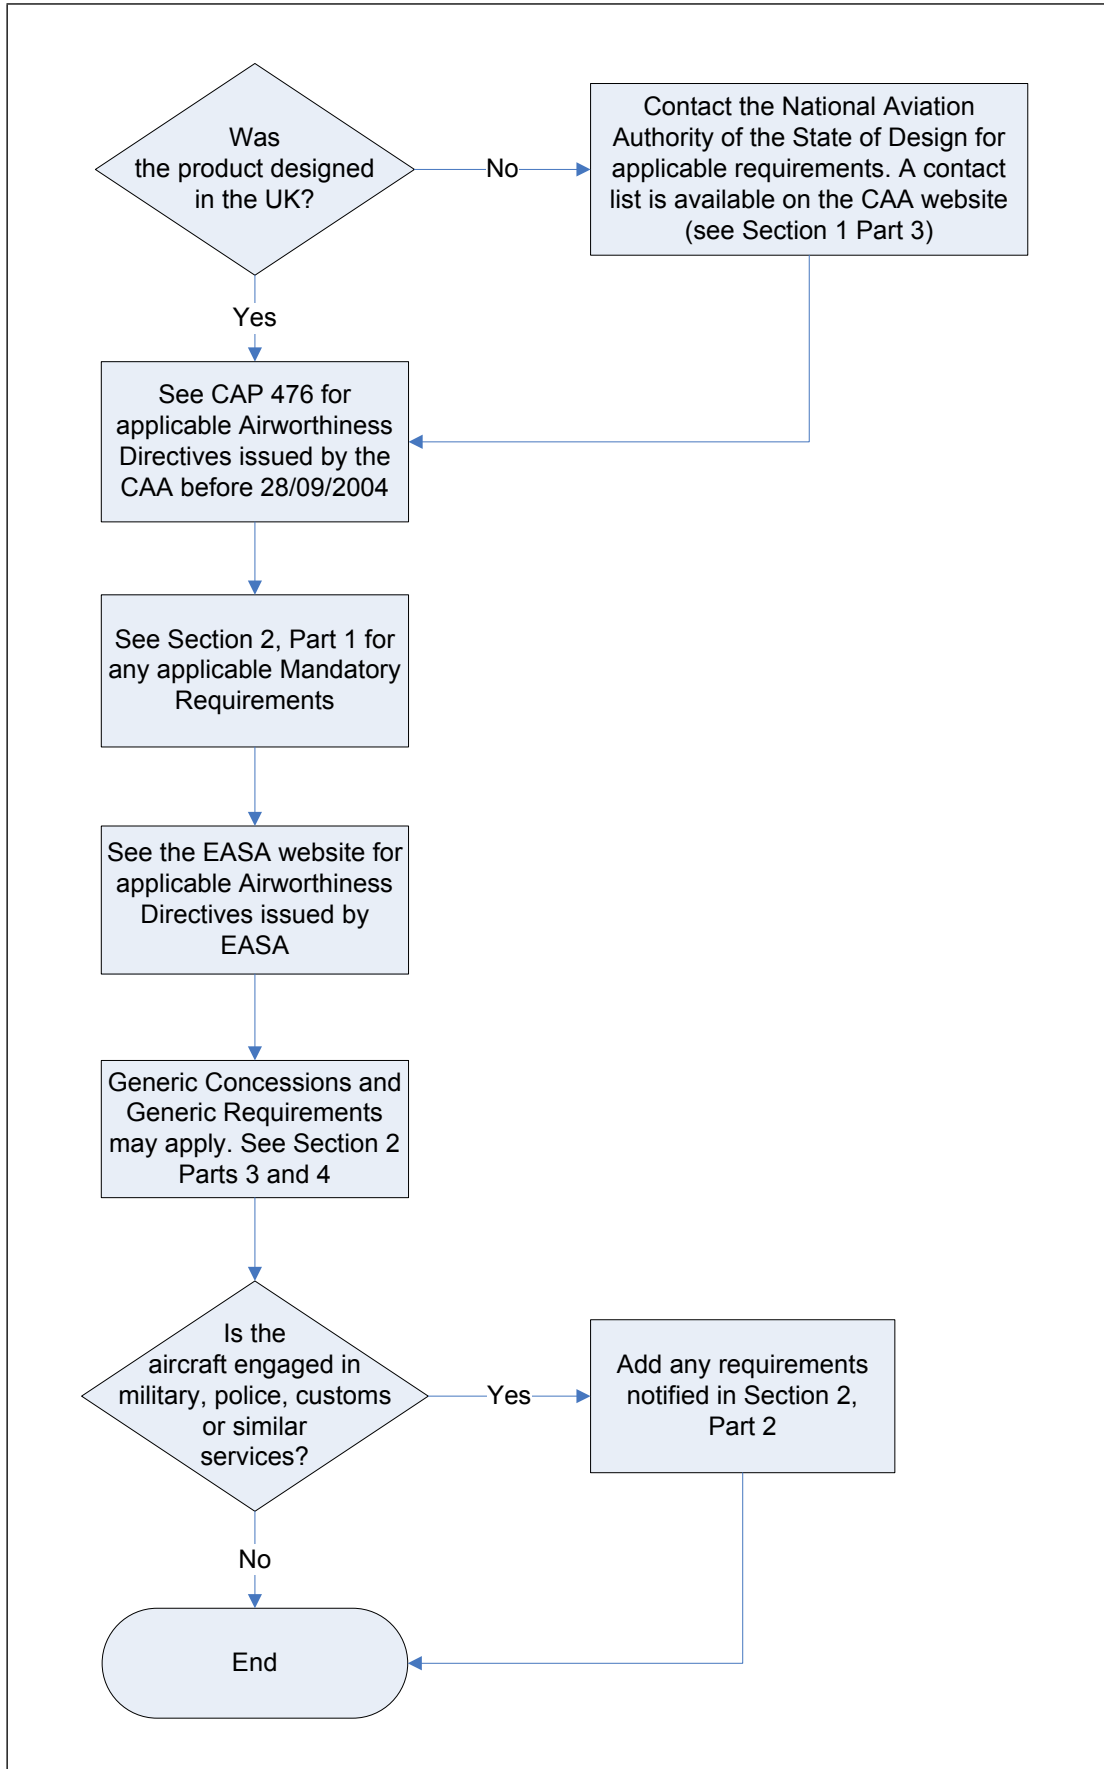 Was
the product designed
in the UK?
No
Contact the National Aviation
Authority of the State of Design for
applicable requirements. A contact
list is available on the CAA website
(see Section 1 Part 3)
Yes
See CAP 476 for
applicable Airworthiness
Directives issued by the
CAA before 28/09/2004
See Section 2, Part 1 for
any applicable Mandatory
Requirements
See the EASA website for
applicable Airworthiness
Directives issued by
EASA
Generic Concessions and
Generic Requirements
may apply. See Section 2
Parts 3 and 4
Is the
aircraft engaged in
military, police, customs
or similar
services?
Yes
Add any requirements
notified in Section 2,
Part 2
No
End